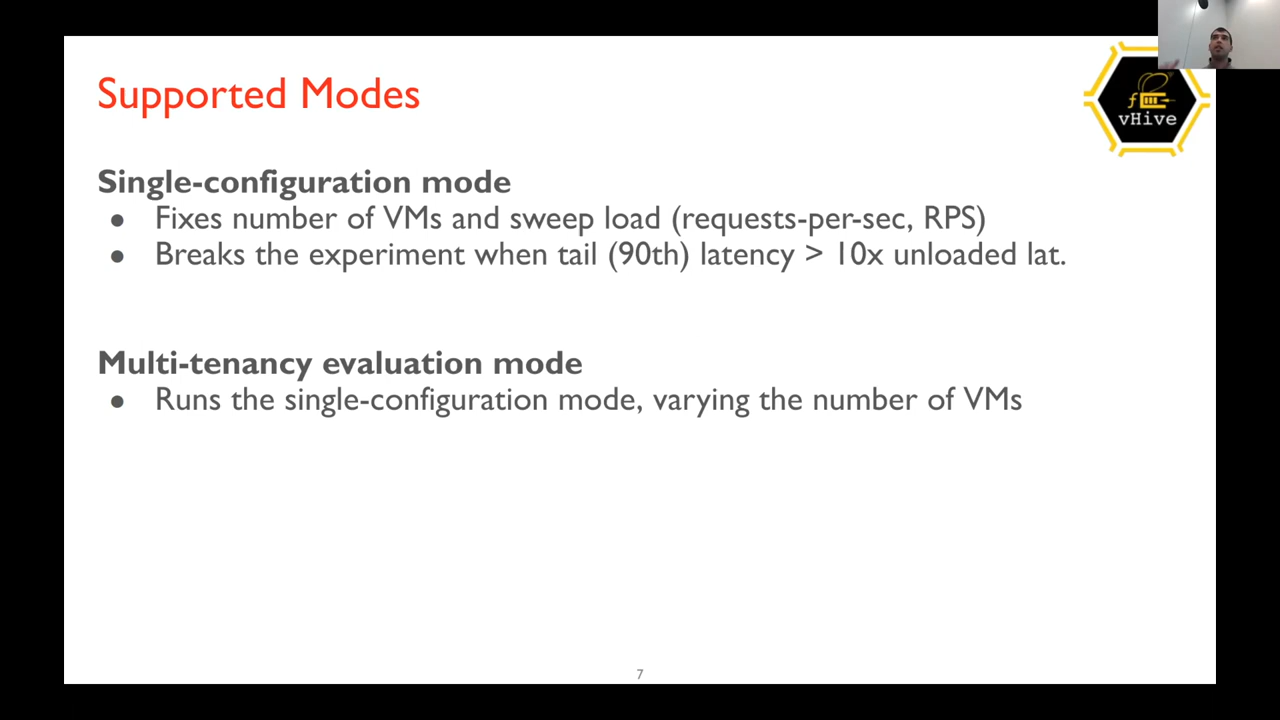 Supported Modes
vHive
Single-configuration mode
● Fixes number of VMs and sweep load (requests-per-sec, RPS)
● Breaks the experiment when tail (90th) latency > 10x unloaded lat.
Multi-tenancy evaluation mode
● Runs the single-configuration mode, varying the number of VMs
7